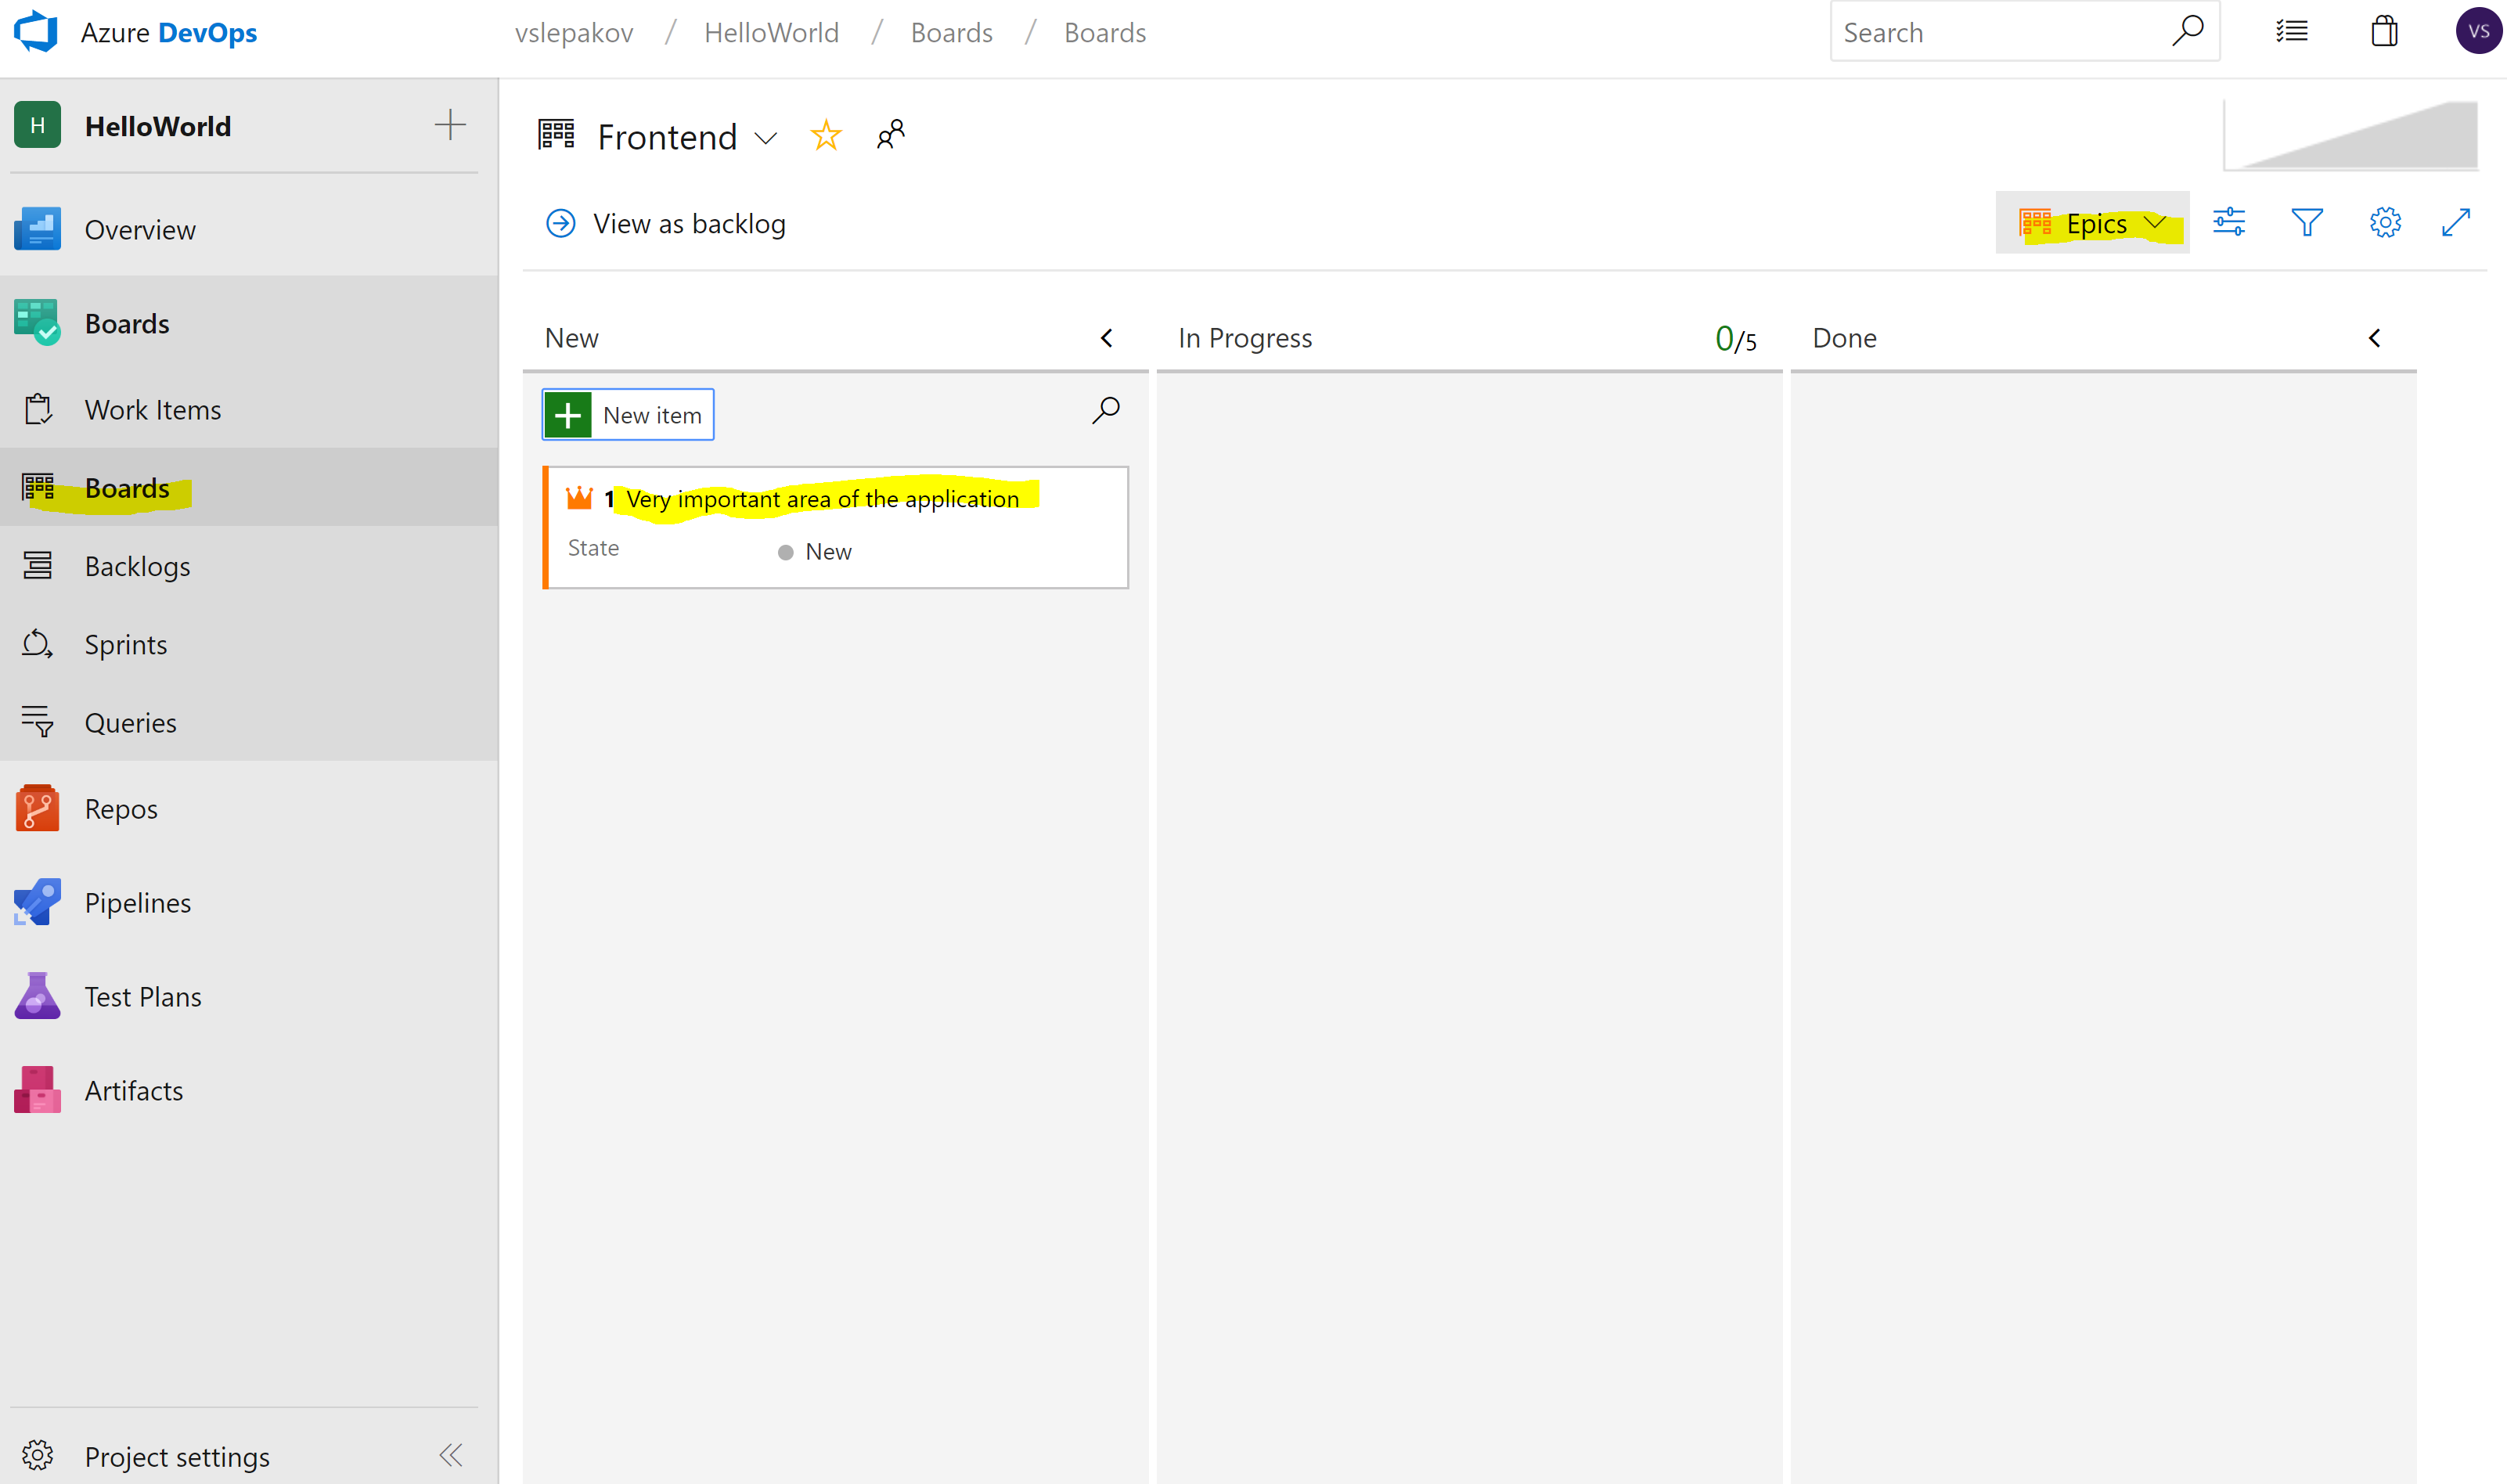 Azure DevOps
vslepakov / HelloWorld / Boards / Boards
Search
VS
H HelloWorld
Overview
Boards
Work Items
Boards
Backlogs
Sprints
Queries
Repos
Pipelines
Test Plans
Artifacts
Project settings
Frontend
View as backlog
Epics
New
In Progress 0/5
Done
New item
1 Very important area of the application
State New